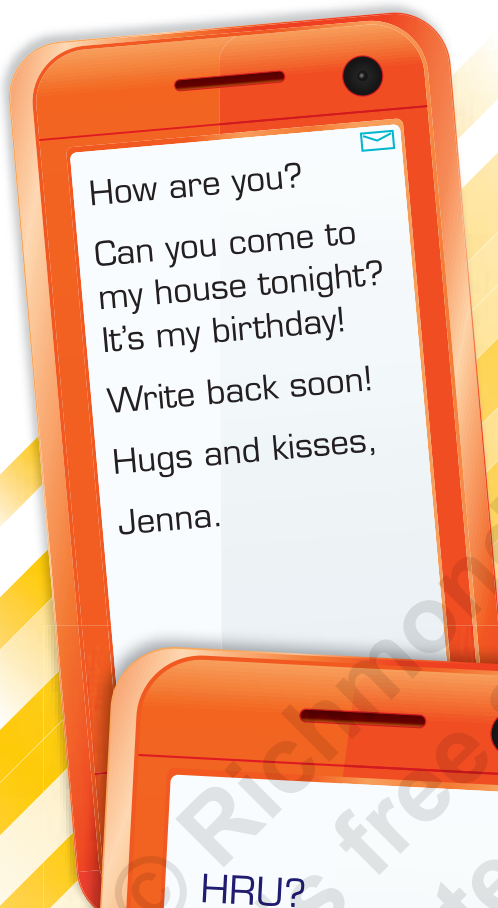 How are you?
Can you come to
my house tonight?
It's my birthday!
Write back soon!
Hugs and kisses,
Jenna.
HRU?
© Richmond